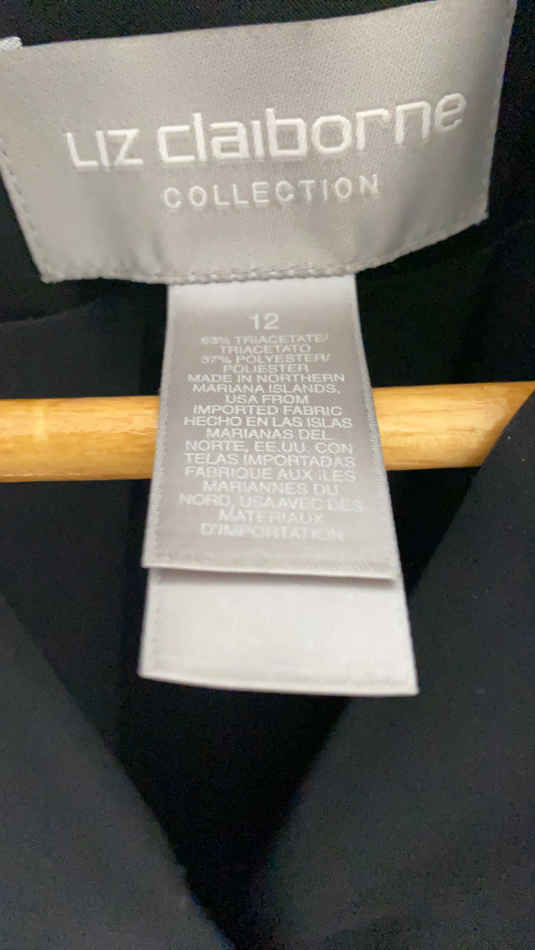 LIZ claiborne
COLLECTION
12
63% TRIACETATE/
TRIACETATO
37% POLYESTER/
POLIESTER
MADE IN NORTHERN
MARIANA ISLANDS,
USA FROM
IMPORTED FABRIC
HECHO EN LAS ISLAS
MARIANAS DEL
NORTE, EE.UU. CON
TELAS IMPORTADAS
FABRIQUE AUX ILES
MARIANNES DU
NORD, USA AVEC DES
MATERIAUX
D'IMPORTATION